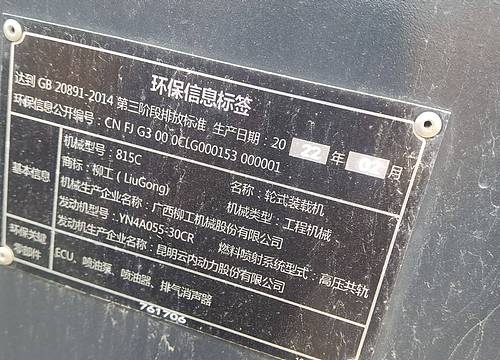 环保信息标签
达到 GB 20891-2014 第三阶段排放标准 生产日期：20 22 年 02 月
环保信息公开编号：CN FJ G3 00 0CLG000153 000001
基本信息
机械型号：815C 名称：轮式装载机
商标：柳工（LiuGong） 机械类型：工程机械
机械生产企业名称：广西柳工机械股份有限公司
发动机型号：YN4A055-30CR 燃料喷射系统型式：高压共轨
发动机生产企业名称：昆明云内动力股份有限公司
环保关键零部件
ECU、喷油泵、喷油器、排气消声器
761706